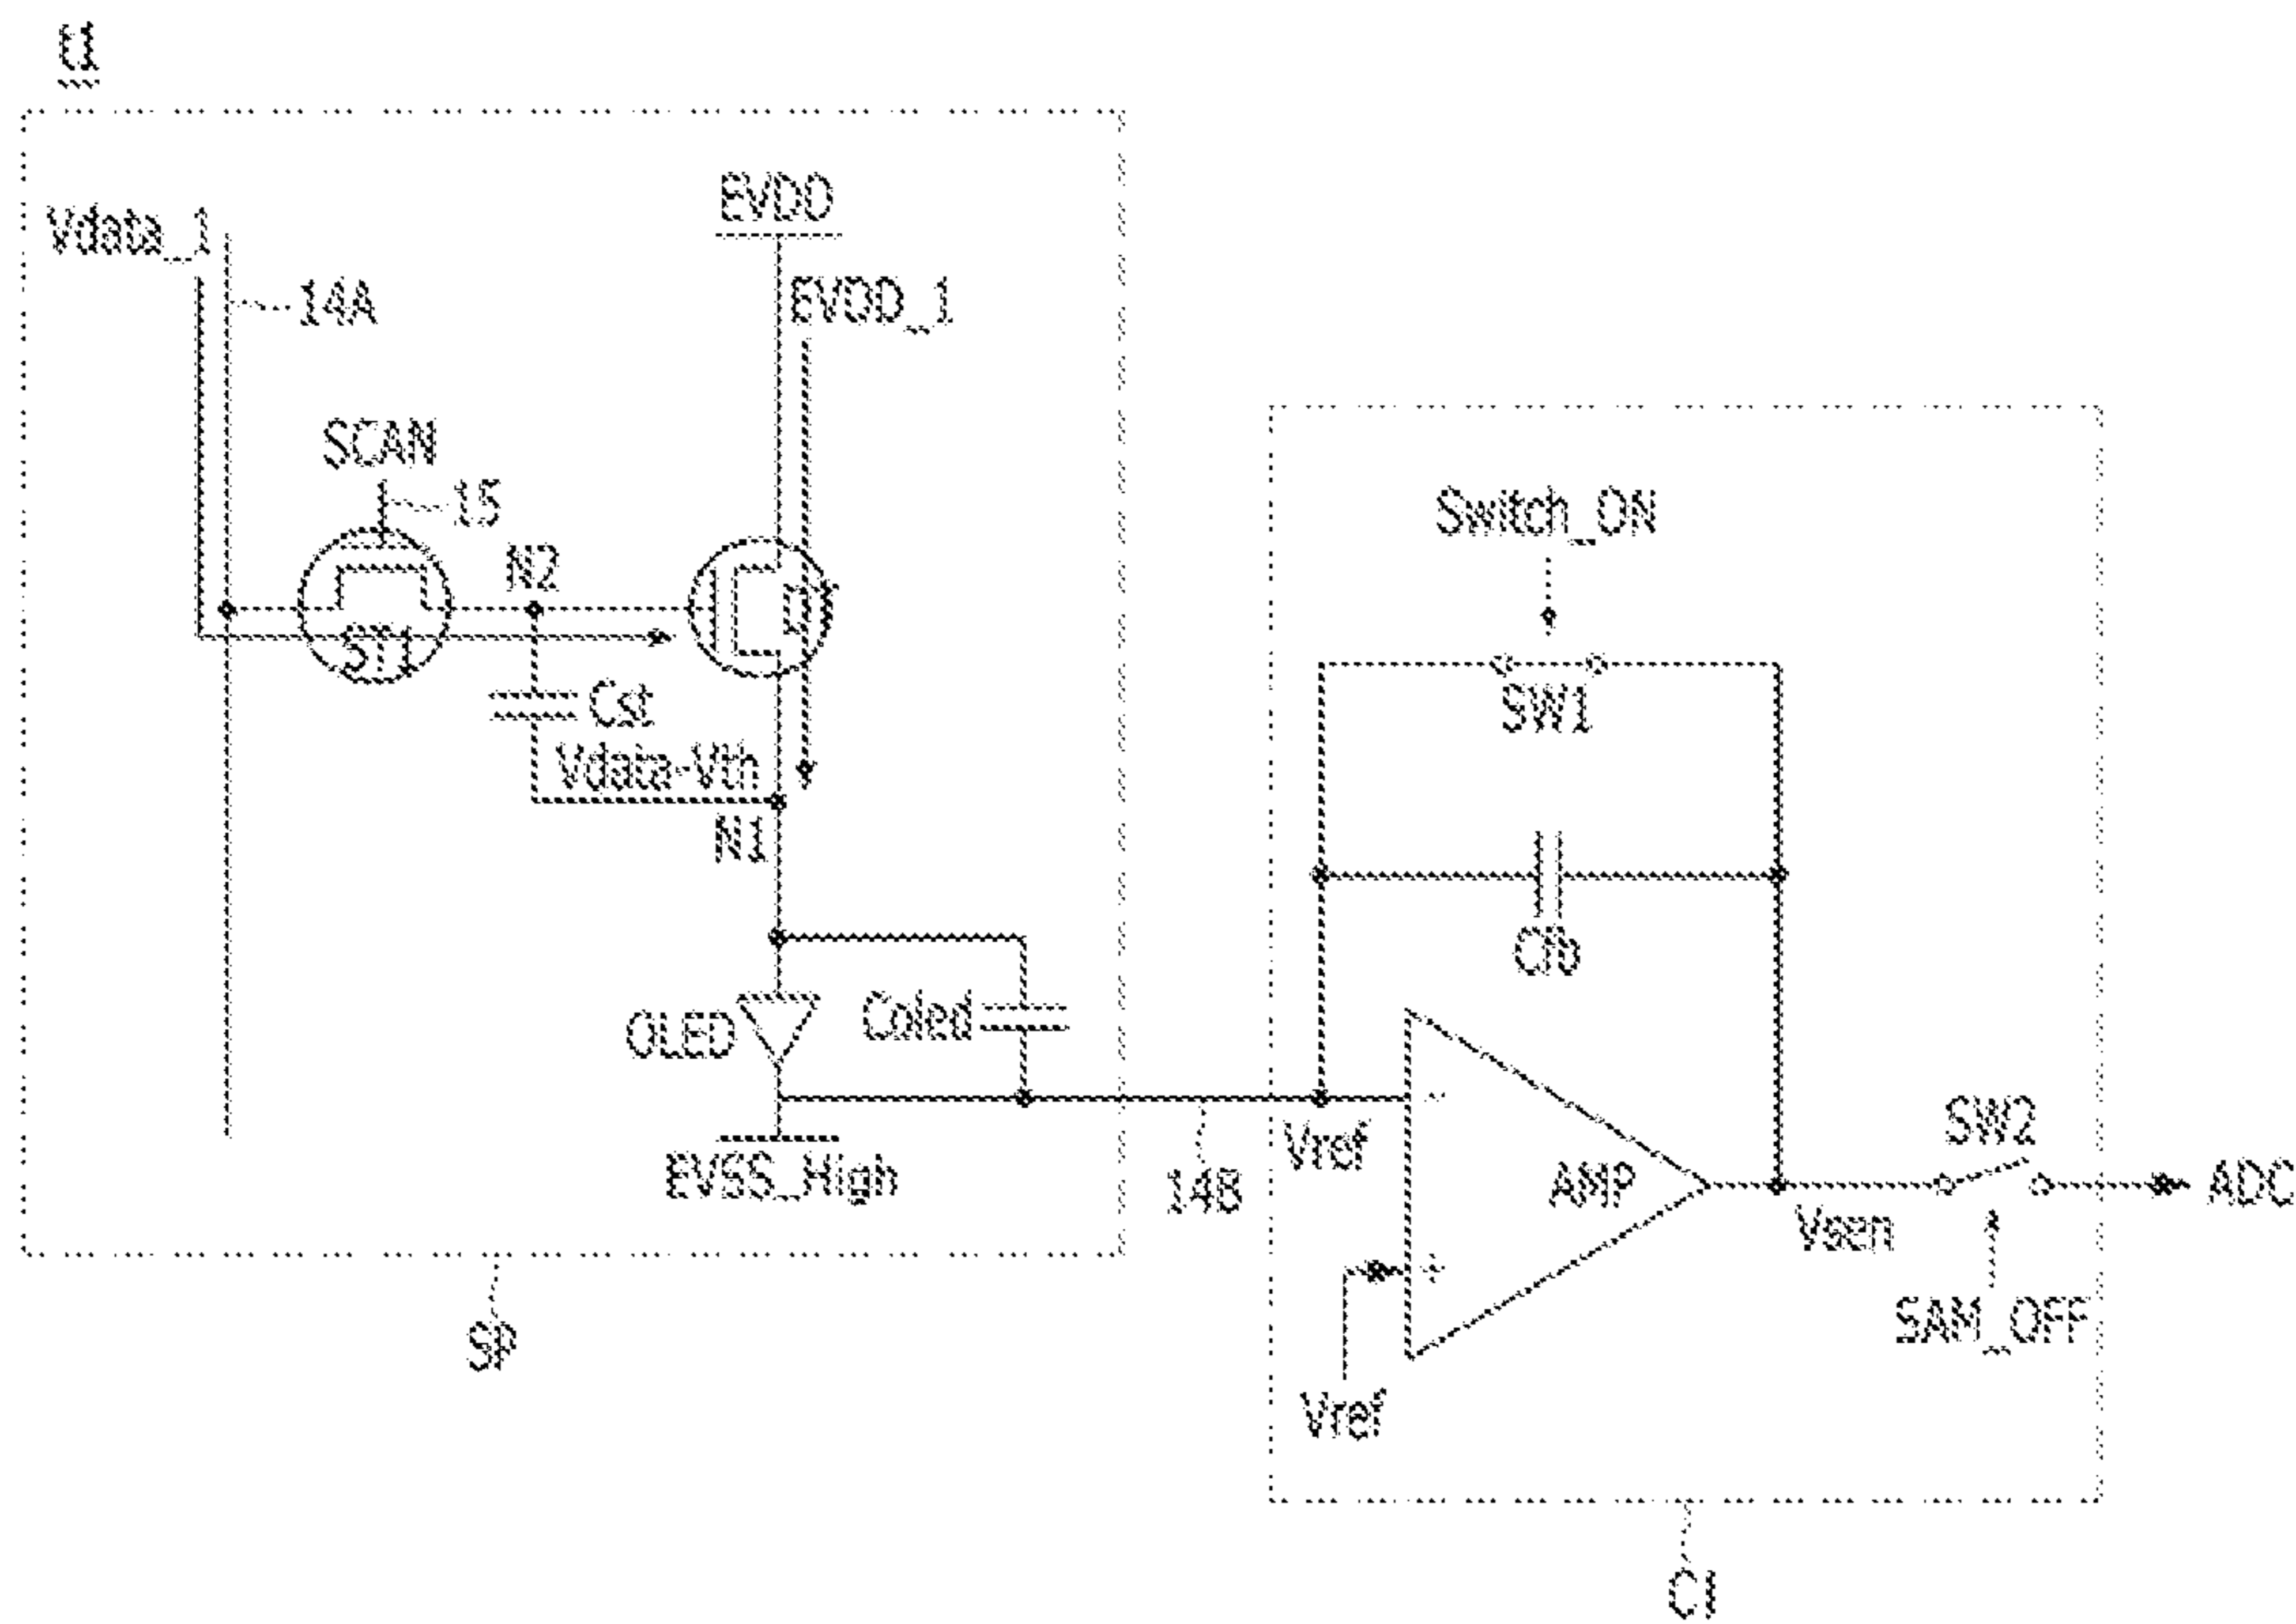 t1
Vdata_1
EVDD
14A
EVDD_1
SCAN
15
N2
DT
ST1
Cst
Vdata-Vth
N1
OLED
Coled
EVSS_High
SP
14B
Switch_ON
SW1
Cfb
Vref
-
AMP
+
Vref
Vsen
SW2
SAM_OFF
ADC
CI